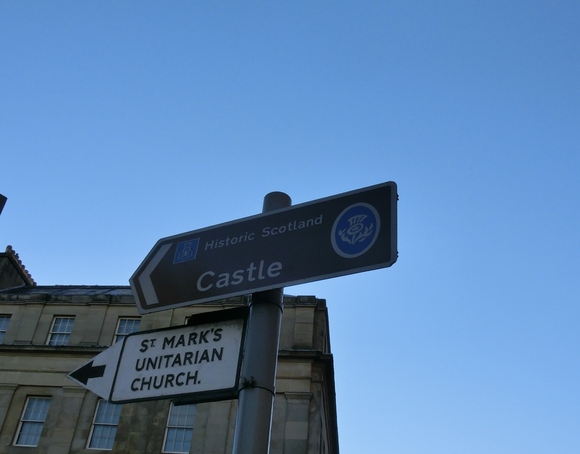 Historic Scotland
Castle
ST MARK'S
UNITARIAN
CHURCH.